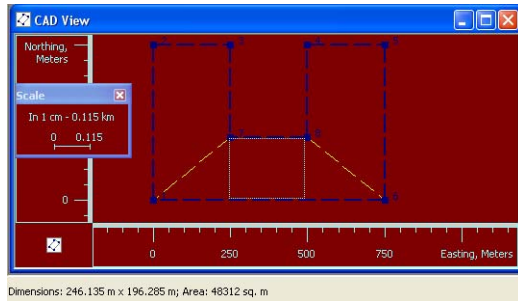 CAD View
Northing,
Meters
Scale
In 1 cm - 0.115 km
0 0.115
0
6
0 250 500 750 Easting, Meters
Dimensions: 246.135 m x 196.285 m; Area: 48312 sq. m